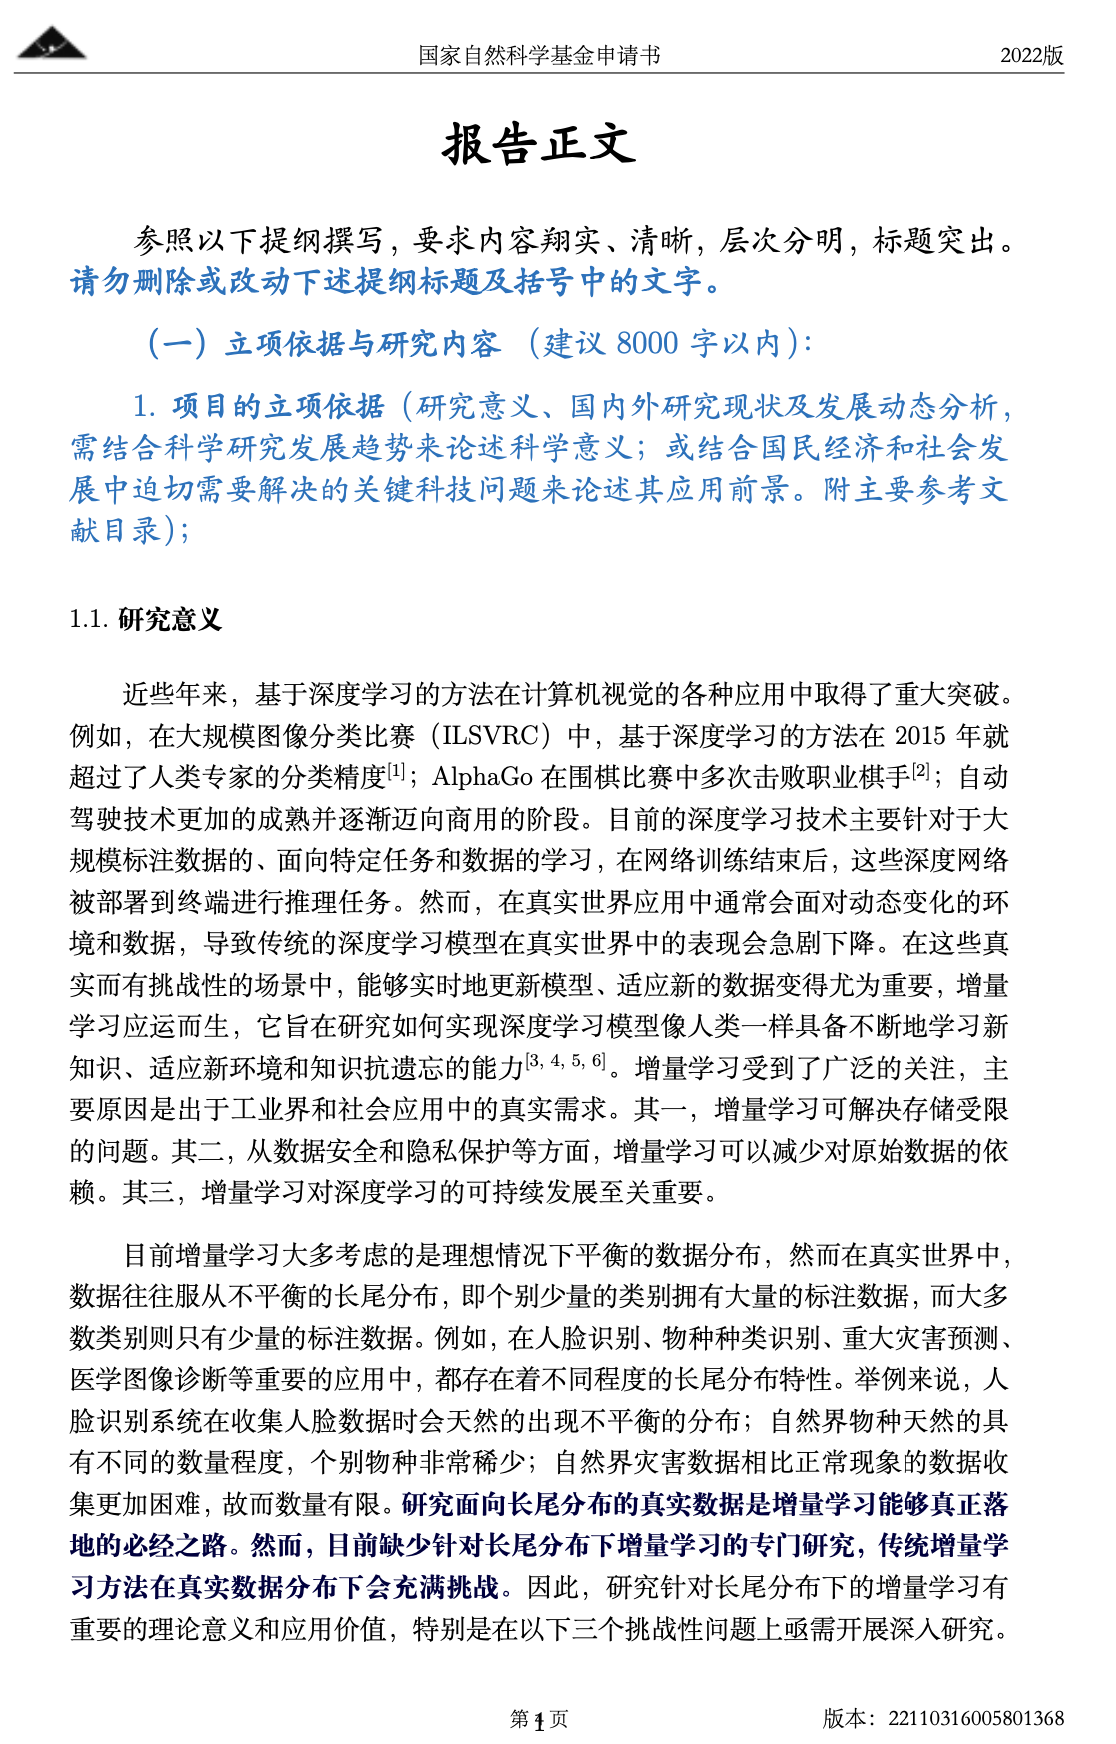 国家自然科学基金申请书
2022版
报告正文
参照以下提纲撰写，要求内容翔实、清晰，层次分明，标题突出。
请勿删除或改动下述提纲标题及括号中的文字。
（一）立项依据与研究内容 （建议 8000 字以内）：
1. 项目的立项依据（研究意义、国内外研究现状及发展动态分析，
需结合科学研究发展趋势来论述科学意义；或结合国民经济和社会发
展中迫切需要解决的关键科技问题来论述其应用前景。附主要参考文
献目录）；
1.1. 研究意义
近些年来，基于深度学习的方法在计算机视觉的各种应用中取得了重大突破。
例如，在大规模图像分类比赛（ILSVRC）中，基于深度学习的方法在 2015 年就
超过了人类专家的分类精度[1]；AlphaGo 在围棋比赛中多次击败职业棋手[2]；自动
驾驶技术更加的成熟并逐渐迈向商用的阶段。目前的深度学习技术主要针对于大
规模标注数据的、面向特定任务和数据的学习，在网络训练结束后，这些深度网络
被部署到终端进行推理任务。然而，在真实世界应用中通常会面对动态变化的环
境和数据，导致传统的深度学习模型在真实世界中的表现会急剧下降。在这些真
实而有挑战性的场景中，能够实时地更新模型、适应新的数据变得尤为重要，增量
学习应运而生，它旨在研究如何实现深度学习模型像人类一样具备不断地学习新
知识、适应新环境和知识抗遗忘的能力[3, 4, 5, 6]。增量学习受到了广泛的关注，主
要原因是出于工业界和社会应用中的真实需求。其一，增量学习可解决存储受限
的问题。其二，从数据安全和隐私保护等方面，增量学习可以减少对原始数据的依
赖。其三，增量学习对深度学习的可持续发展至关重要。
目前增量学习大多考虑的是理想情况下平衡的数据分布，然而在真实世界中，
数据往往服从不平衡的长尾分布，即个别少量的类别拥有大量的标注数据，而大多
数类别则只有少量的标注数据。例如，在人脸识别、物种种类识别、重大灾害预测、
医学图像诊断等重要的应用中，都存在着不同程度的长尾分布特性。举例来说，人
脸识别系统在收集人脸数据时会天然的出现不平衡的分布；自然界物种天然的具
有不同的数量程度，个别物种非常稀少；自然界灾害数据相比正常现象的数据收
集更加困难，故而数量有限。研究面向长尾分布的真实数据是增量学习能够真正落
地的必经之路。然而，目前缺少针对长尾分布下增量学习的专门研究，传统增量学
习方法在真实数据分布下会充满挑战。因此，研究针对长尾分布下的增量学习有
重要的理论意义和应用价值，特别是在以下三个挑战性问题上亟需开展深入研究。
第 1 页
版本：22110316005801368